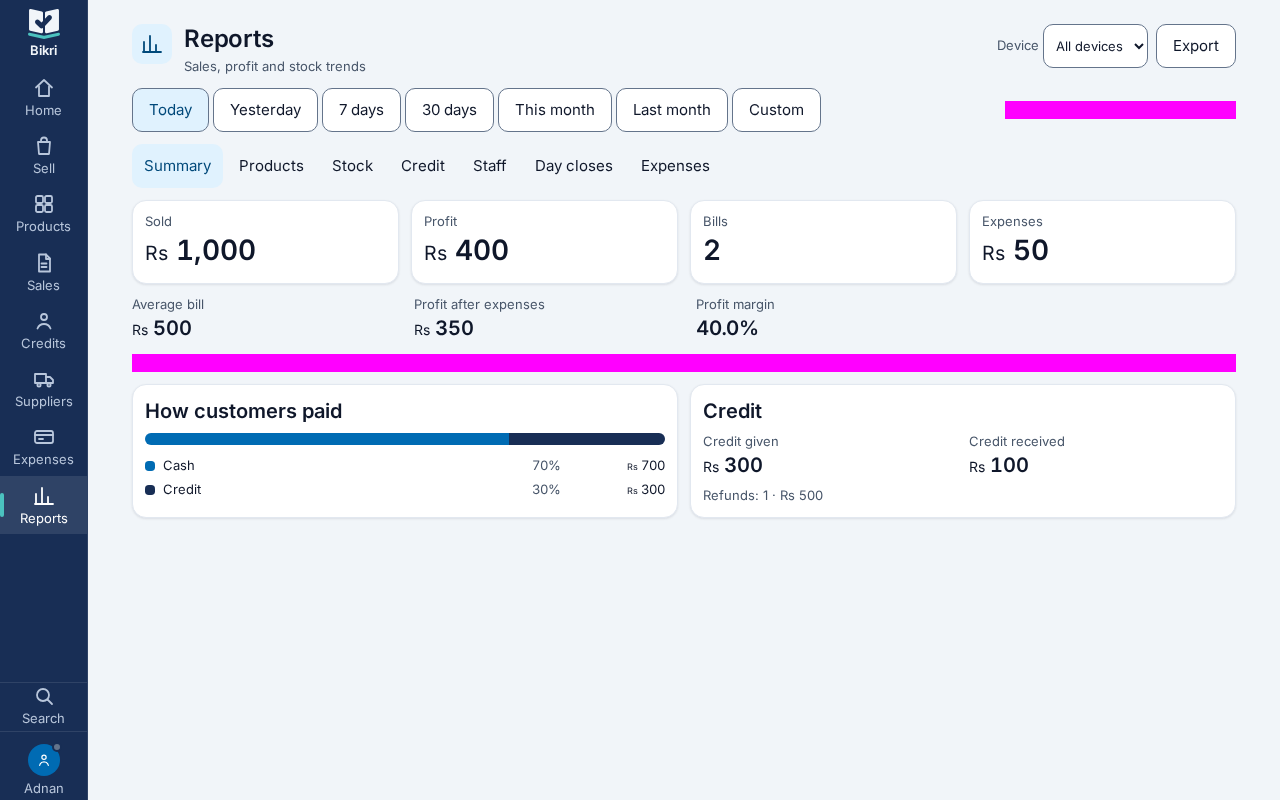 Bikri
Home
Sell
Products
Sales
Credits
Suppliers
Expenses
Reports
Search
Adnan
Reports
Sales, profit and stock trends
Device All devices Export
Today Yesterday 7 days 30 days This month Last month Custom
Summary Products Stock Credit Staff Day closes Expenses
Sold Profit Bills Expenses
Rs 1,000 Rs 400 2 Rs 50
Average bill Profit after expenses Profit margin
Rs 500 Rs 350 40.0%
How customers paid
Cash 70% Rs 700
Credit 30% Rs 300
Credit
Credit given Credit received
Rs 300 Rs 100
Refunds: 1 · Rs 500